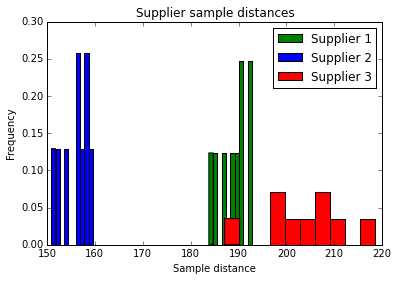 Supplier sample distances
0.30
0.25
0.20
0.15
0.10
0.05
0.00
Frequency
Supplier 1
Supplier 2
Supplier 3
150 160 170 180 190 200 210 220
Sample distance